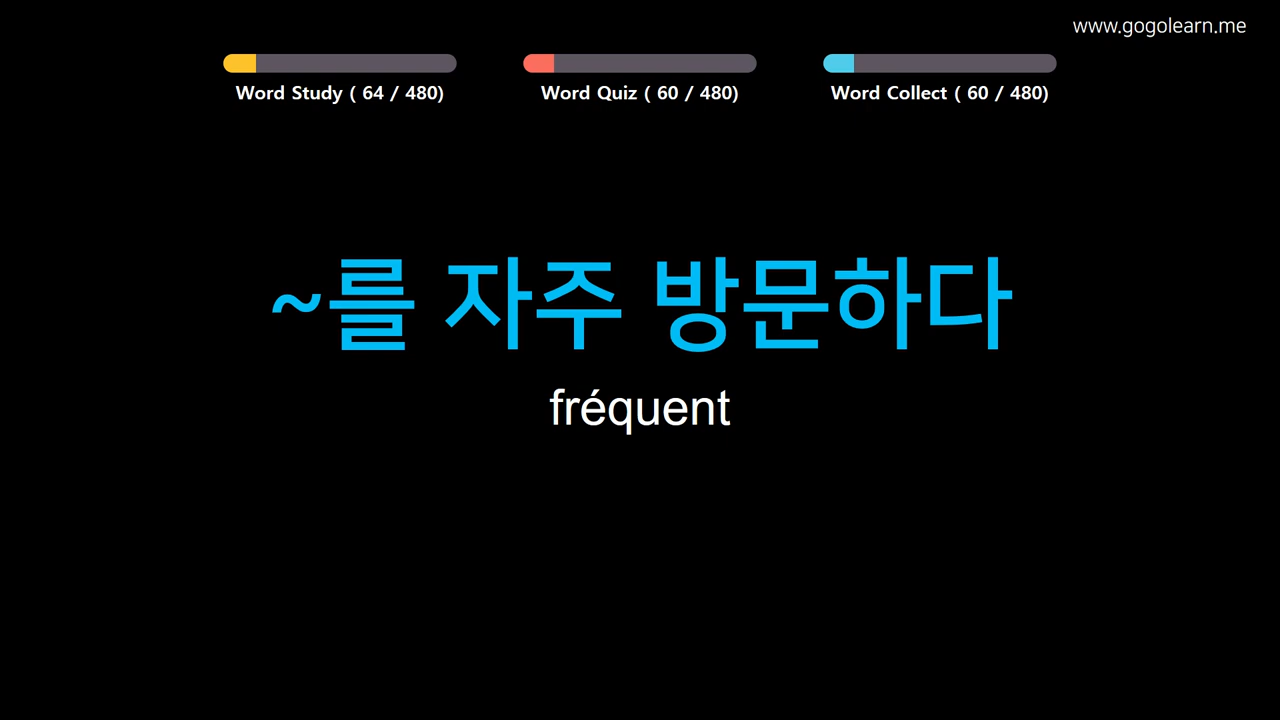 www.gogolearn.me
Word Study ( 64 / 480)
Word Quiz ( 60 / 480)
Word Collect ( 60 / 480)
~를 자주 방문하다
fréquent